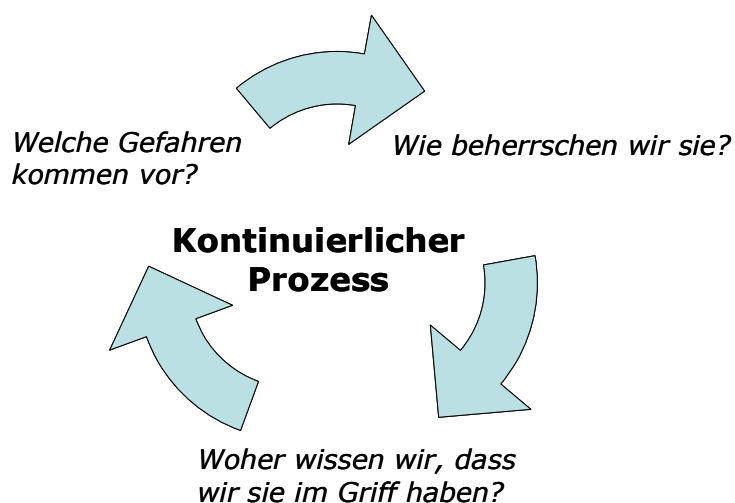 Welche Gefahren
kommen vor?
Wie beherrschen wir sie?
Kontinuierlicher
Prozess
Woher wissen wir, dass
wir sie im Griff haben?